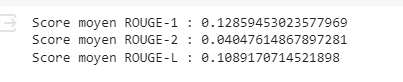 Score moyen ROUGE-1 : 0.12859453023577969
Score moyen ROUGE-2 : 0.04047614867897281
Score moyen ROUGE-L : 0.1089170714521898